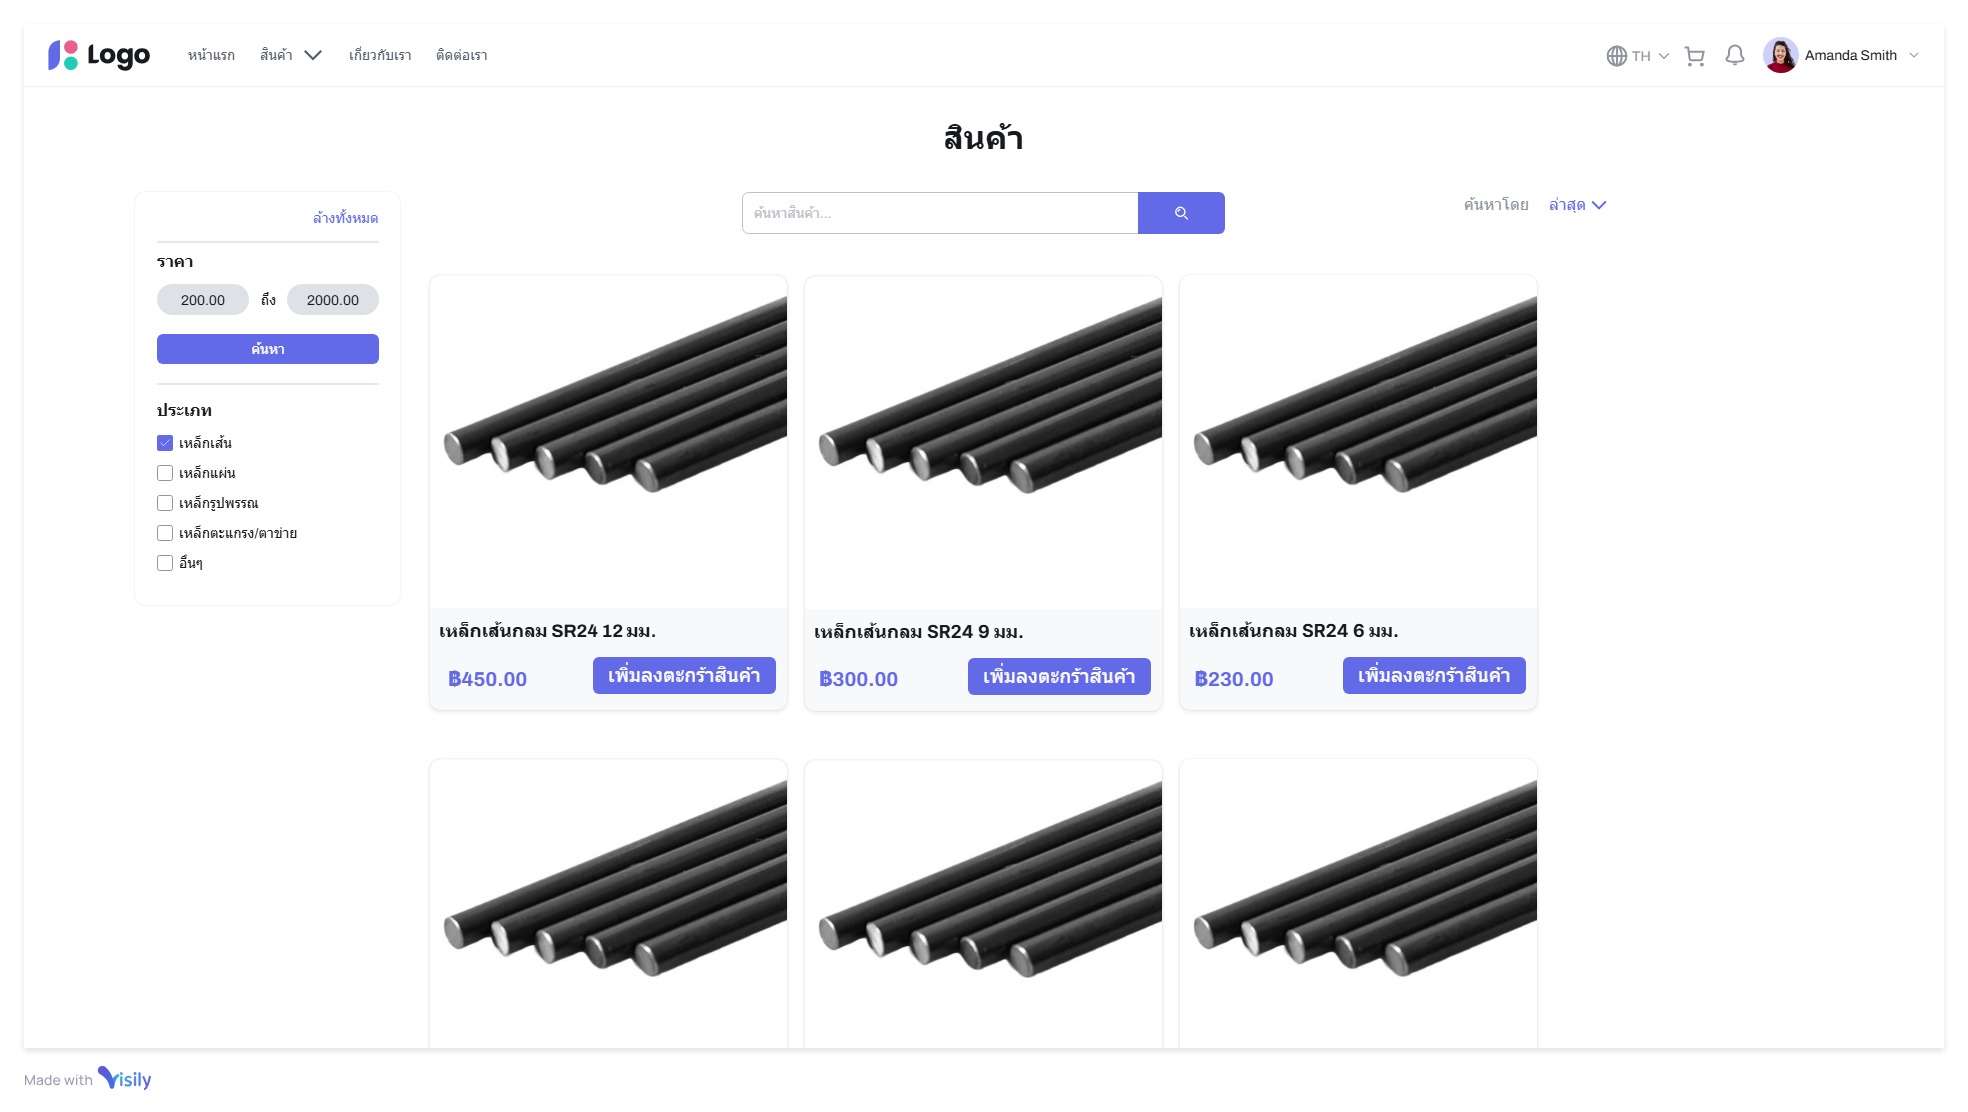 Logo
หน้าแรก สินค้า เกี่ยวกับเรา ติดต่อเรา TH Amanda Smith
สินค้า
ล้างทั้งหมด
ค้นหาสินค้า...
ค้นหาโดย ล่าสุด
ราคา
200.00 ถึง 2000.00
ค้นหา
ประเภท
เหล็กเส้น
เหล็กแผ่น
เหล็กรูปพรรณ
เหล็กตะแกรง/ตาข่าย
อื่นๆ
เหล็กเส้นกลม SR24 12 มม.
฿450.00 เพิ่มลงตะกร้าสินค้า
เหล็กเส้นกลม SR24 9 มม.
฿300.00 เพิ่มลงตะกร้าสินค้า
เหล็กเส้นกลม SR24 6 มม.
฿230.00 เพิ่มลงตะกร้าสินค้า
Made with Visily